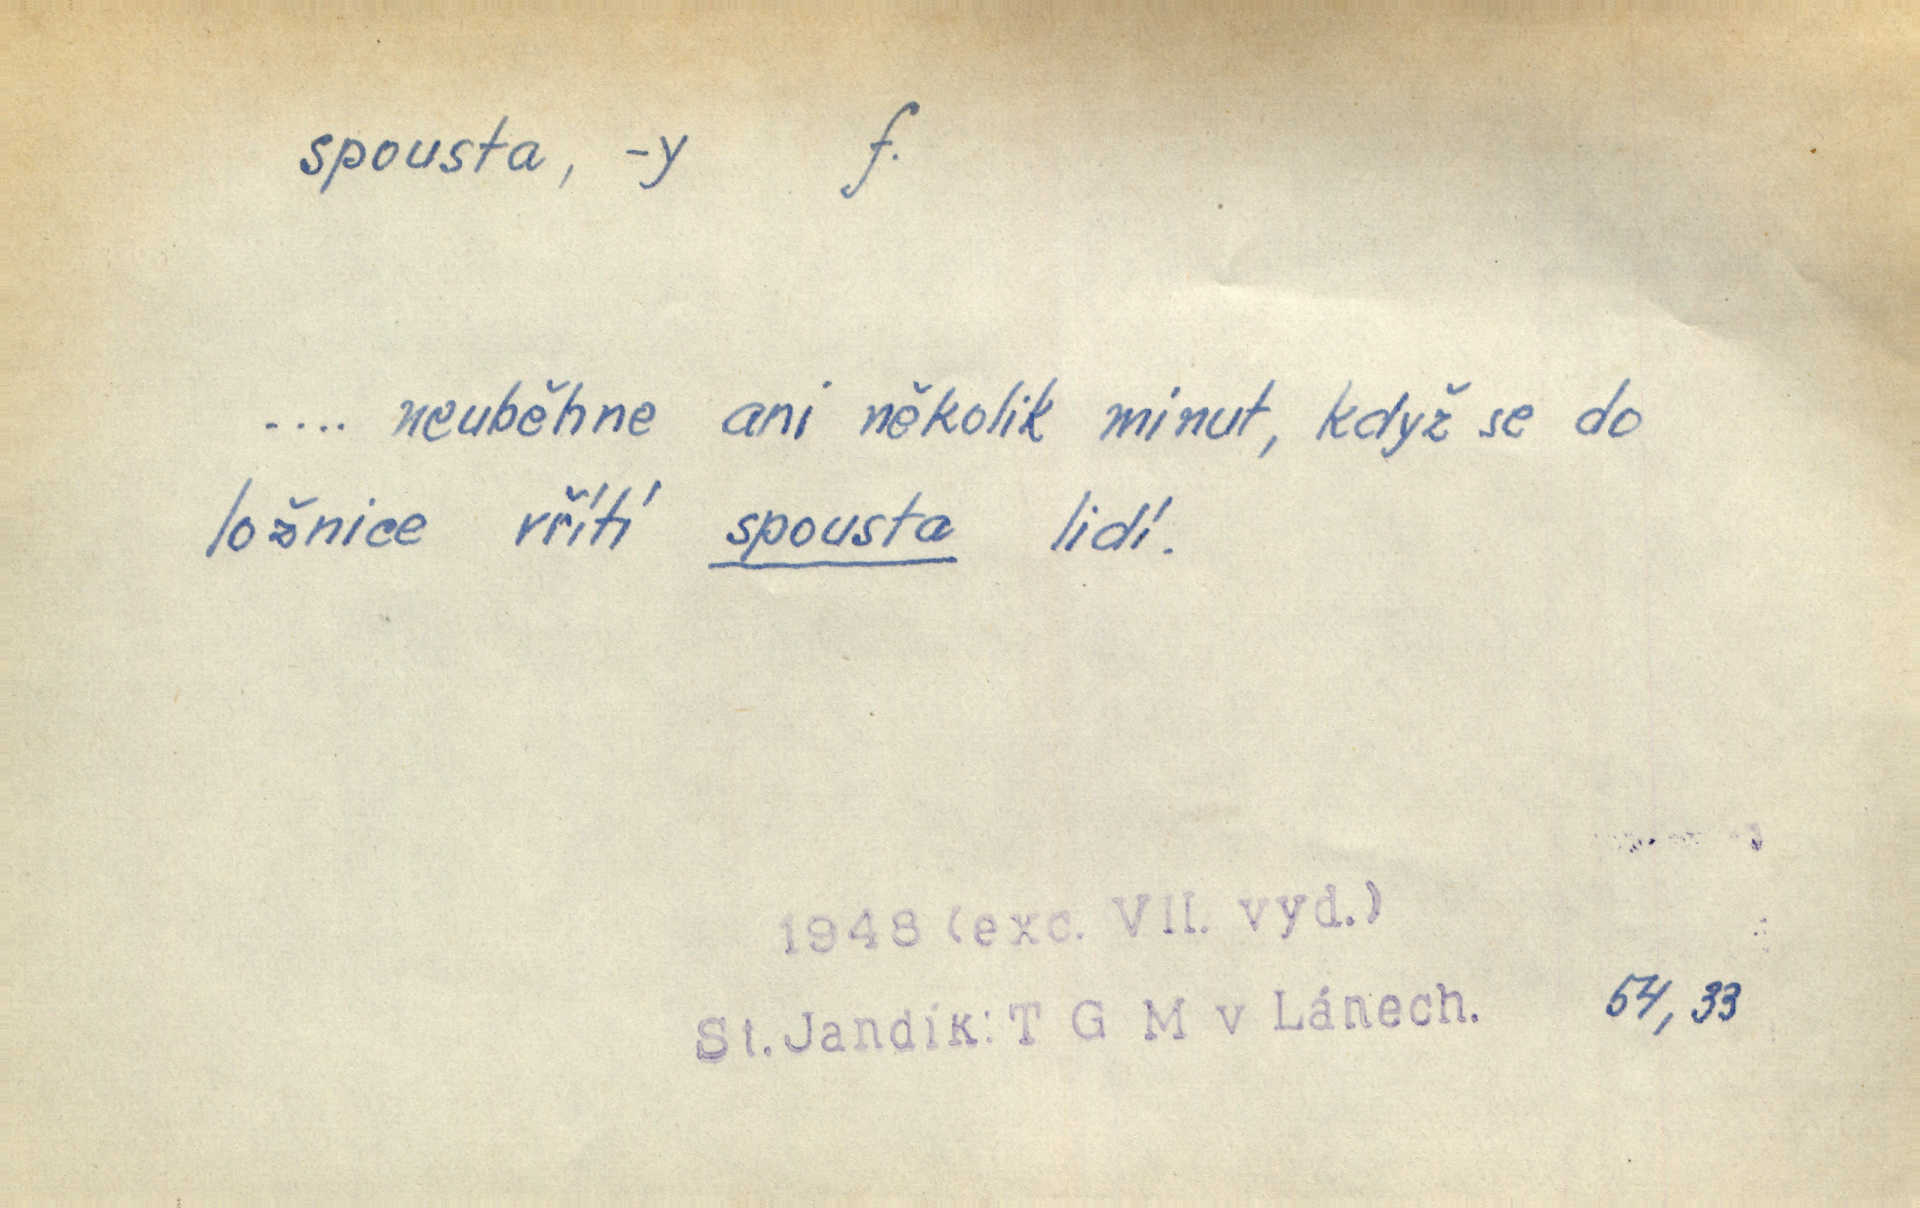 spousta, -y f.
.... neuběhne ani několik minut, když se do
ložnice vřítí spousta lidí.
1948 (exc. VII. vyd.)
St. Jandík: T G M v Lánech. 54, 33